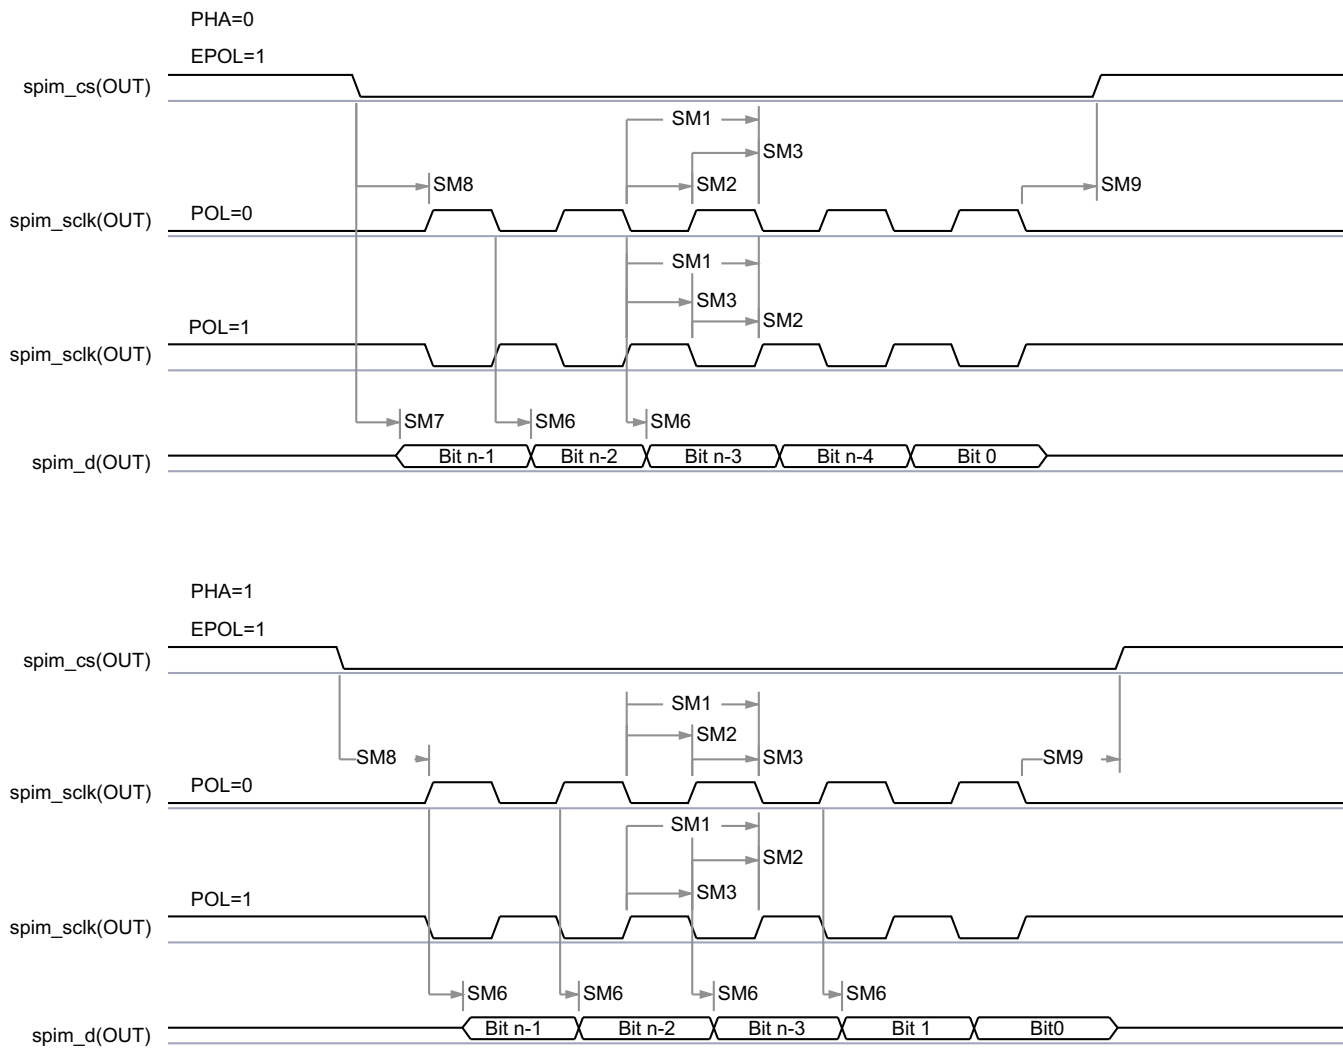 PHA=0
EPOL=1
spim_cs(OUT)
SM1
SM3
SM8
SM2
SM9
POL=0
spim_sclk(OUT)
SM1
SM3
SM2
POL=1
spim_sclk(OUT)
SM7
SM6
SM6
spim_d(OUT)
Bit n-1
Bit n-2
Bit n-3
Bit n-4
Bit 0
PHA=1
EPOL=1
spim_cs(OUT)
SM1
SM2
SM8
SM3
SM9
POL=0
spim_sclk(OUT)
SM1
SM2
SM3
POL=1
spim_sclk(OUT)
SM6
SM6
SM6
SM6
spim_d(OUT)
Bit n-1
Bit n-2
Bit n-3
Bit 1
Bit0